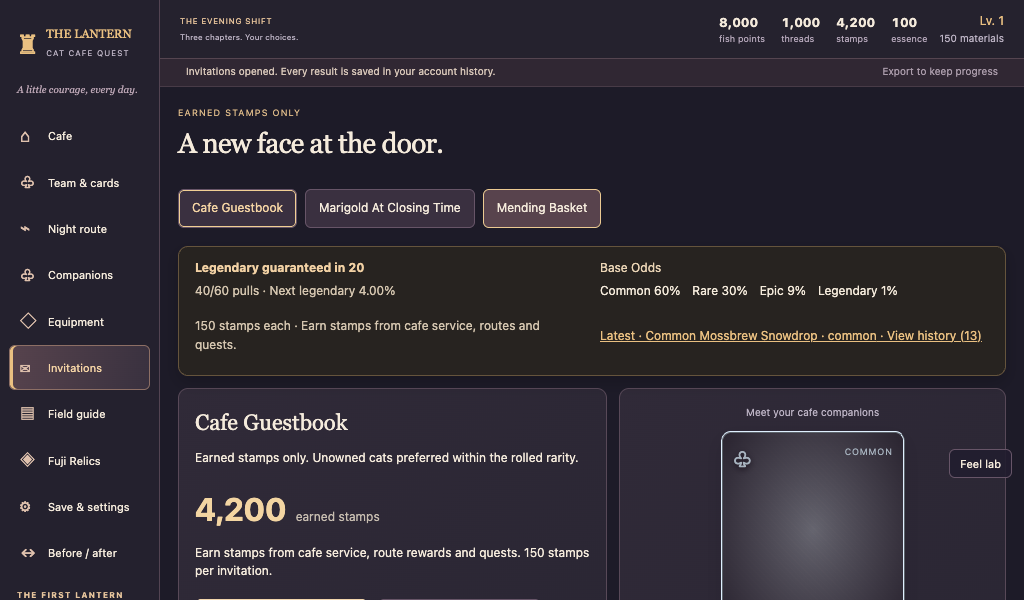 THE LANTERN
CAT CAFE QUEST
A little courage, every day.
Cafe
Team & cards
Night route
Companions
Equipment
Invitations
Field guide
Fuji Relics
Save & settings
Before / after
THE FIRST LANTERN
THE EVENING SHIFT
Three chapters. Your choices.
8,000
fish points
1,000
threads
4,200
stamps
100
essence
Lv. 1
150 materials
Invitations opened. Every result is saved in your account history.
Export to keep progress
EARNED STAMPS ONLY
A new face at the door.
Cafe Guestbook
Marigold At Closing Time
Mending Basket
Legendary guaranteed in 20
40/60 pulls · Next legendary 4.00%
150 stamps each · Earn stamps from cafe service, routes and
quests.
Base Odds
Common 60% Rare 30% Epic 9% Legendary 1%
Latest · Common Mossbrew Snowdrop · common · View history (13)
Cafe Guestbook
Earned stamps only. Unowned cats preferred within the rolled rarity.
4,200 earned stamps
Earn stamps from cafe service, route rewards and quests. 150 stamps
per invitation.
Meet your cafe companions
COMMON
Feel lab